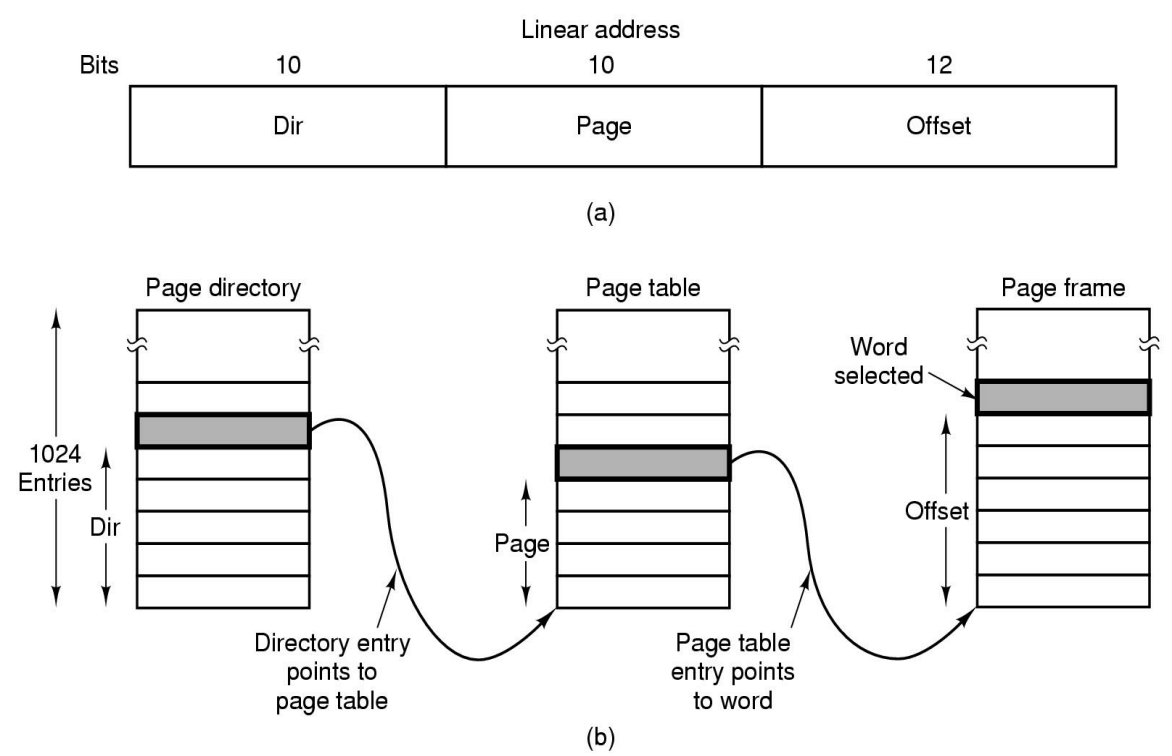 Linear address
Bits 10 10 12
Dir Page Offset
(a)
Page directory Page table Page frame
Word
selected
1024
Entries
Dir
Page
Offset
Directory entry
points to
page table
Page table
entry points
to word
(b)